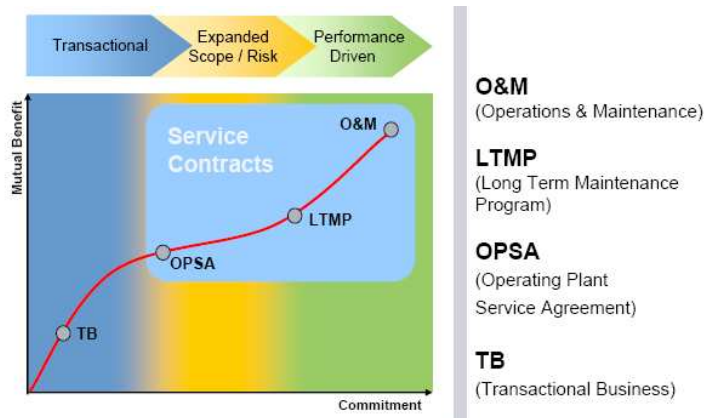 Transactional
Expanded
Scope / Risk
Performance
Driven
Mutual Benefit
Service
Contracts
O&M
LTMP
OPSA
TB
Commitment
O&M
(Operations & Maintenance)
LTMP
(Long Term Maintenance
Program)
OPSA
(Operating Plant
Service Agreement)
TB
(Transactional Business)